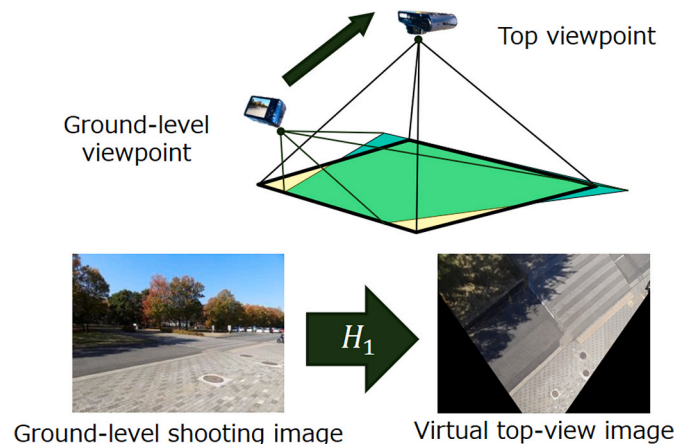 Top viewpoint
Ground-level
viewpoint
H₁
Ground-level shooting image
Virtual top-view image